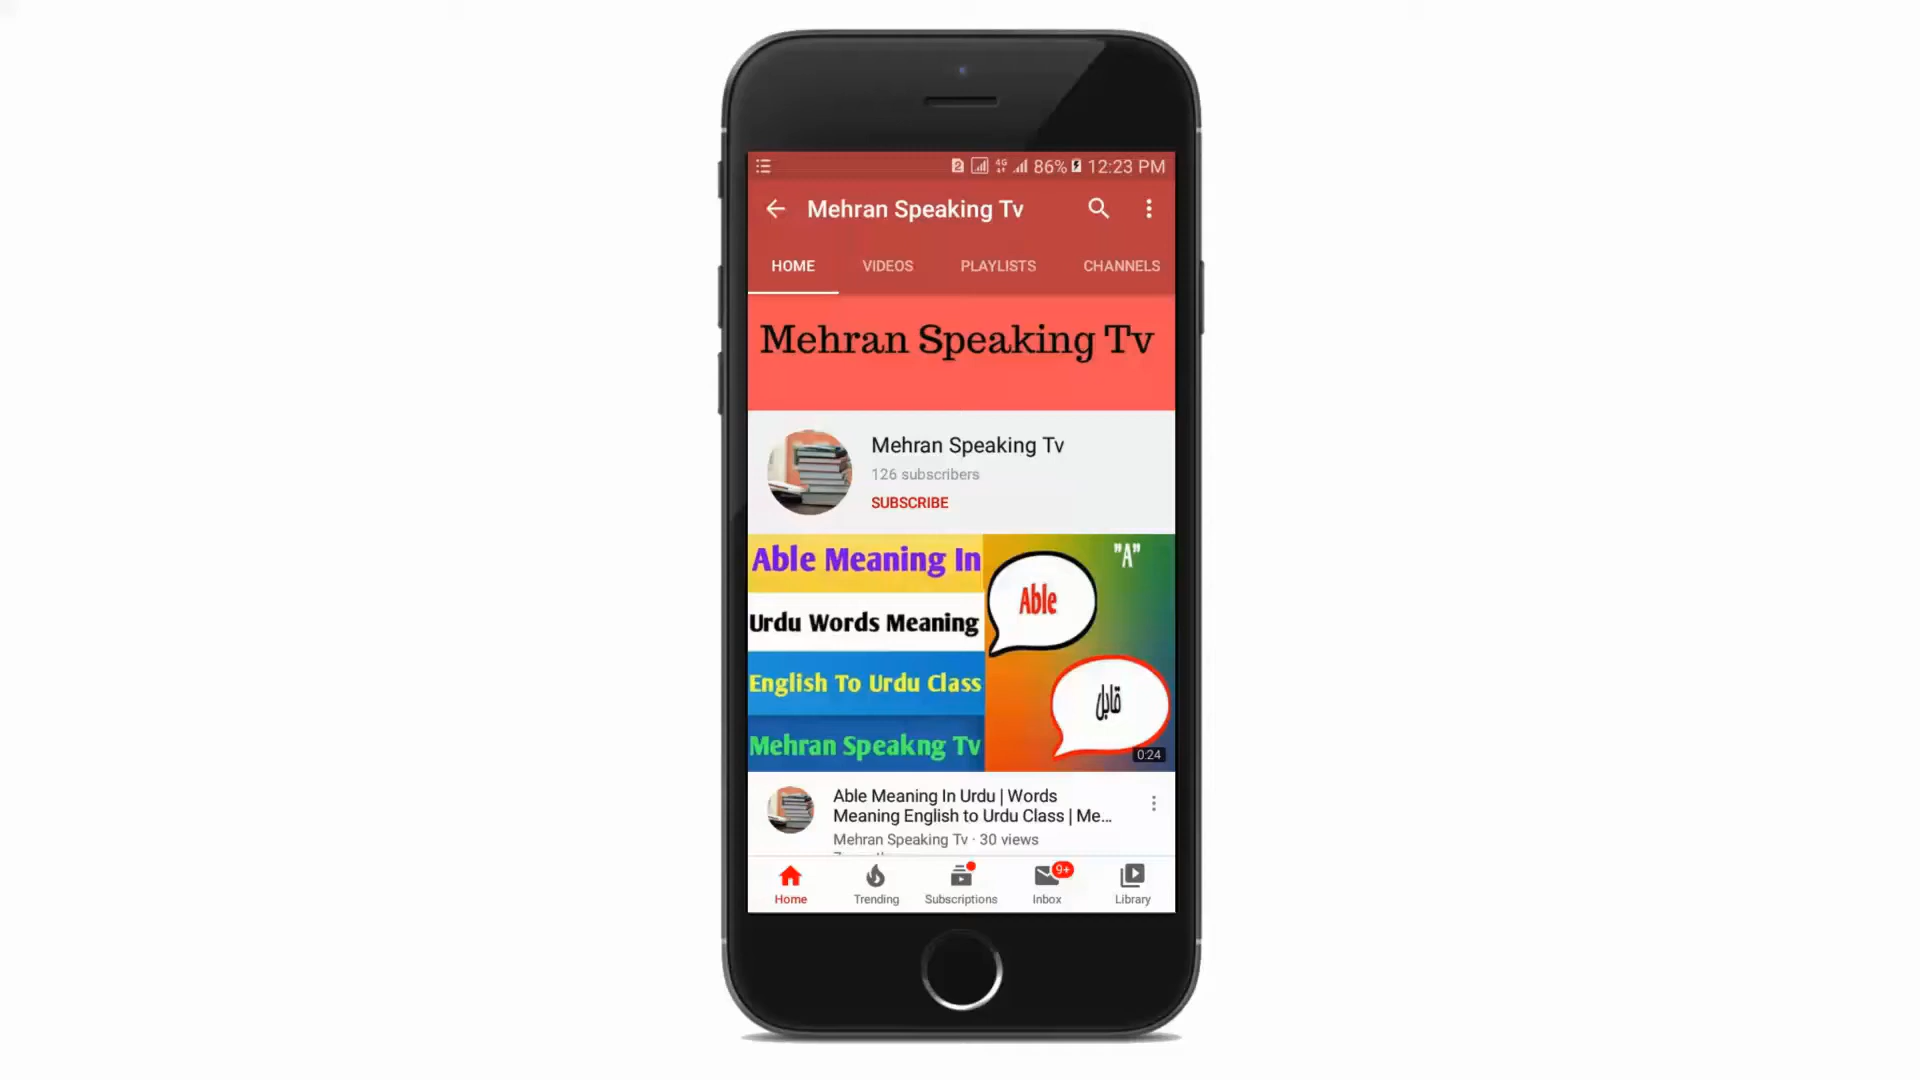 4G 86% 12:23 PM
Mehran Speaking Tv
HOME VIDEOS PLAYLISTS CHANNELS
Mehran Speaking Tv
Mehran Speaking Tv
126 subscribers
SUBSCRIBE
Able Meaning In
Urdu Words Meaning
English To Urdu Class
Mehran Speakng Tv
"A"
Able
قابل
0:24
Able Meaning In Urdu | Words
Meaning English to Urdu Class | Me...
Mehran Speaking Tv · 30 views
9+
Home Trending Subscriptions Inbox Library